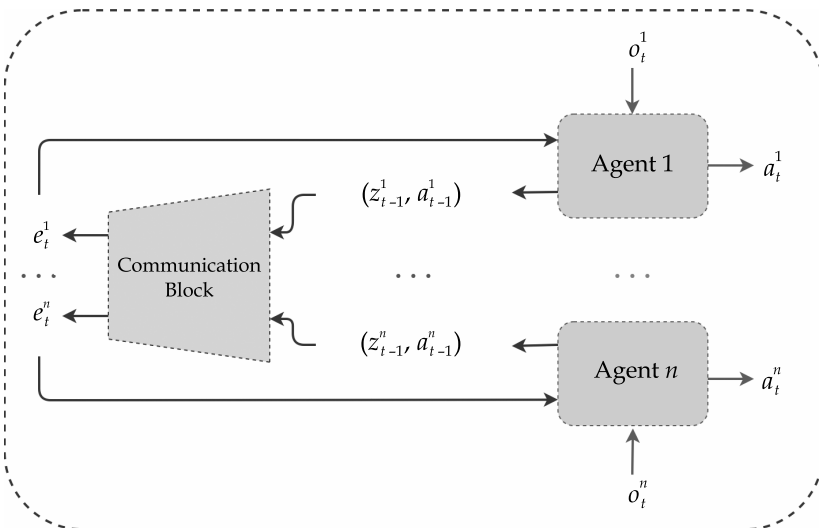 o_t^1
Agent 1
a_t^1
(z_{t-1}^1, a_{t-1}^1)
e_t^1
Communication
Block
. . .
. . .
. . .
e_t^n
(z_{t-1}^n, a_{t-1}^n)
Agent n
a_t^n
o_t^n